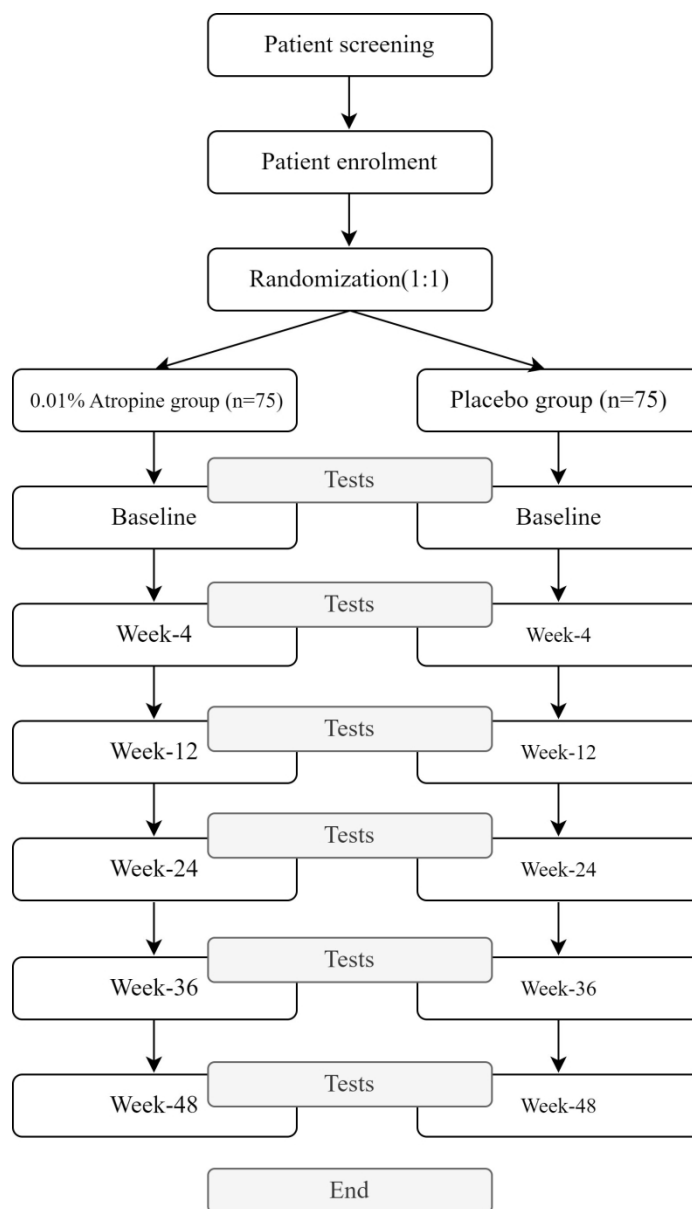 Patient screening
Patient enrolment
Randomization(1:1)
0.01% Atropine group (n=75)
Placebo group (n=75)
Tests
Baseline
Baseline
Tests
Week-4
Week-4
Tests
Week-12
Week-12
Tests
Week-24
Week-24
Tests
Week-36
Week-36
Tests
Week-48
Week-48
End